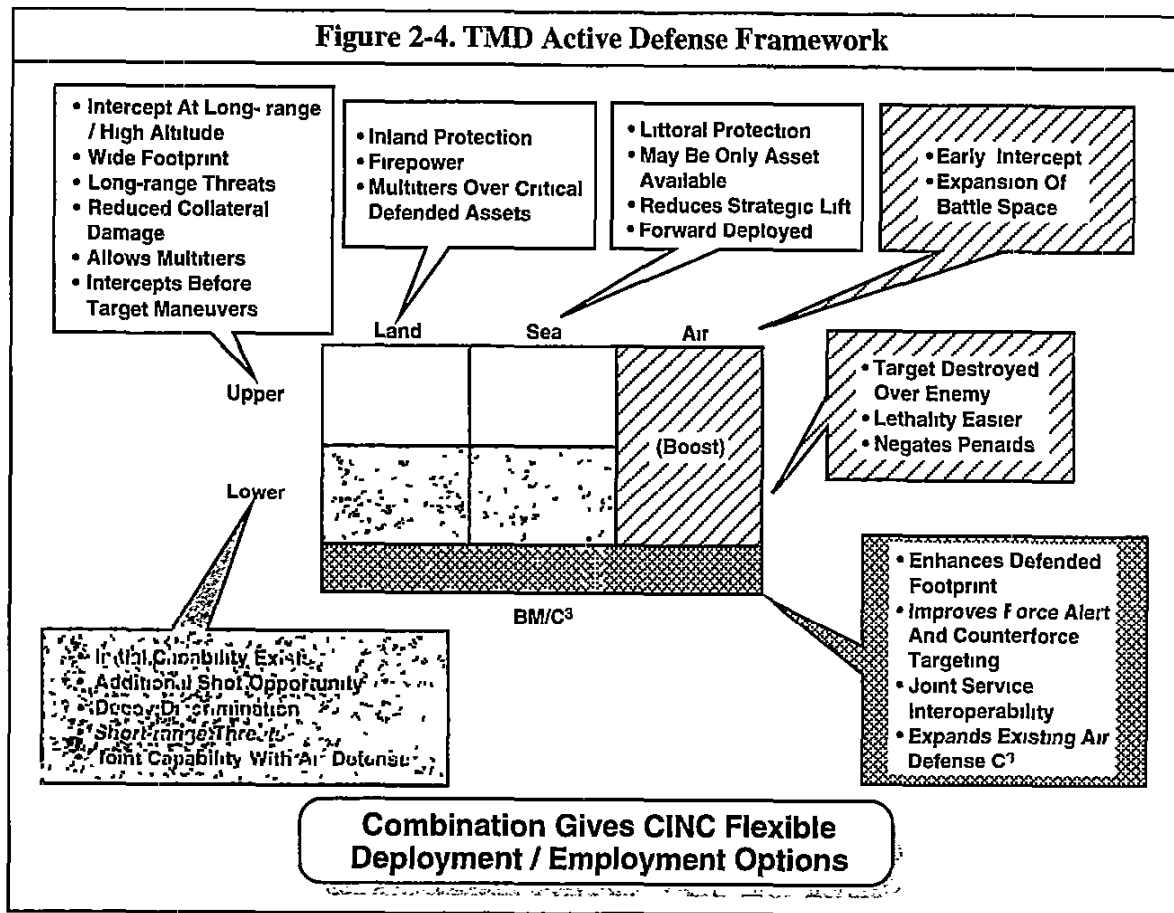 Figure 2-4. TMD Active Defense Framework
• Intercept At Long-range
/ High Altitude
• Wide Footprint
• Long-range Threats
• Reduced Collateral
Damage
• Allows Multitiers
• Intercepts Before
Target Maneuvers
• Inland Protection
• Firepower
• Multitiers Over Critical
Defended Assets
• Littoral Protection
• May Be Only Asset
Available
• Reduces Strategic Lift
• Forward Deployed
• Early Intercept
• Expansion Of
Battle Space
Land Sea Air
Upper
(Boost)
Lower
BM/C³
• Target Destroyed
Over Enemy
• Lethality Easier
• Negates Penaids
• Enhances Defended
Footprint
• Improves Force Alert
And Counterforce
Targeting
• Joint Service
Interoperability
• Expands Existing Air
Defense C³
• Initial Capability Exists
• Additional Shot Opportunity
• Decoy Discrimination
• Short-range Threats
• Joint Capability With Air Defense
Combination Gives CINC Flexible
Deployment / Employment Options